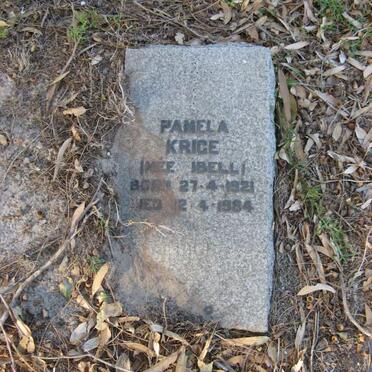 PAMELA
KRIGE
(NEE IBELL)
BORN 27-4-1921
DIED 12-4-1984